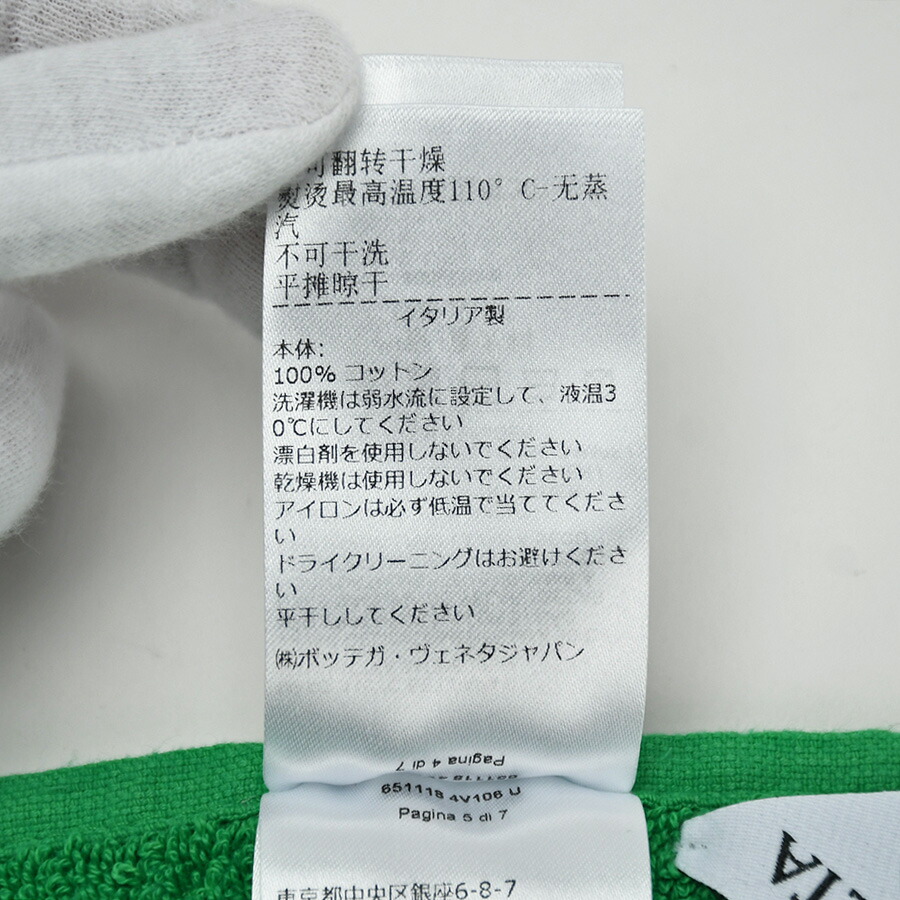 可翻转干燥
熨烫最高温度110° C-无蒸
汽
不可干洗
平摊晾干
イタリア製
本体:
100% コットン
洗濯機は弱水流に設定して、液温3
0℃にしてください
漂白剤を使用しないでください
乾燥機は使用しないでください
アイロンは必ず低温で当ててくださ
い
ドライクリーニングはお避けくださ
い
平干ししてください
㈱ボッテガ・ヴェネタジャパン
Pagina 4 di 7
651118 4V106 U
Pagina 5 di 7
東京都中央区銀座6-8-7